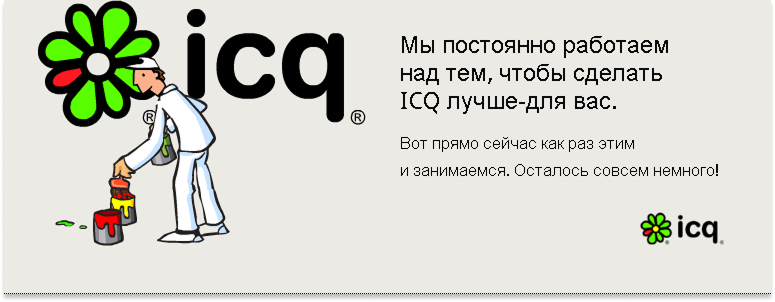 icq
®
®
Мы постоянно работаем
над тем, чтобы сделать
ICQ лучше-для вас.
Вот прямо сейчас как раз этим
и занимаемся. Осталось совсем немного!
icq